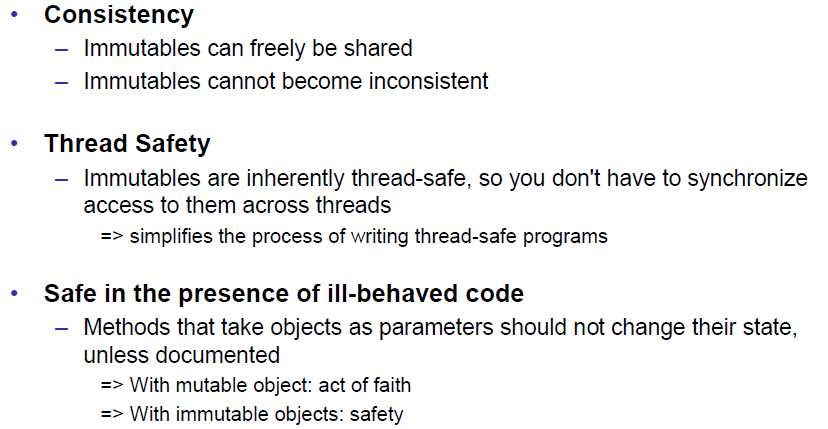 • Consistency
– Immutables can freely be shared
– Immutables cannot become inconsistent
• Thread Safety
– Immutables are inherently thread-safe, so you don't have to synchronize
access to them across threads
=> simplifies the process of writing thread-safe programs
• Safe in the presence of ill-behaved code
– Methods that take objects as parameters should not change their state,
unless documented
=> With mutable object: act of faith
=> With immutable objects: safety